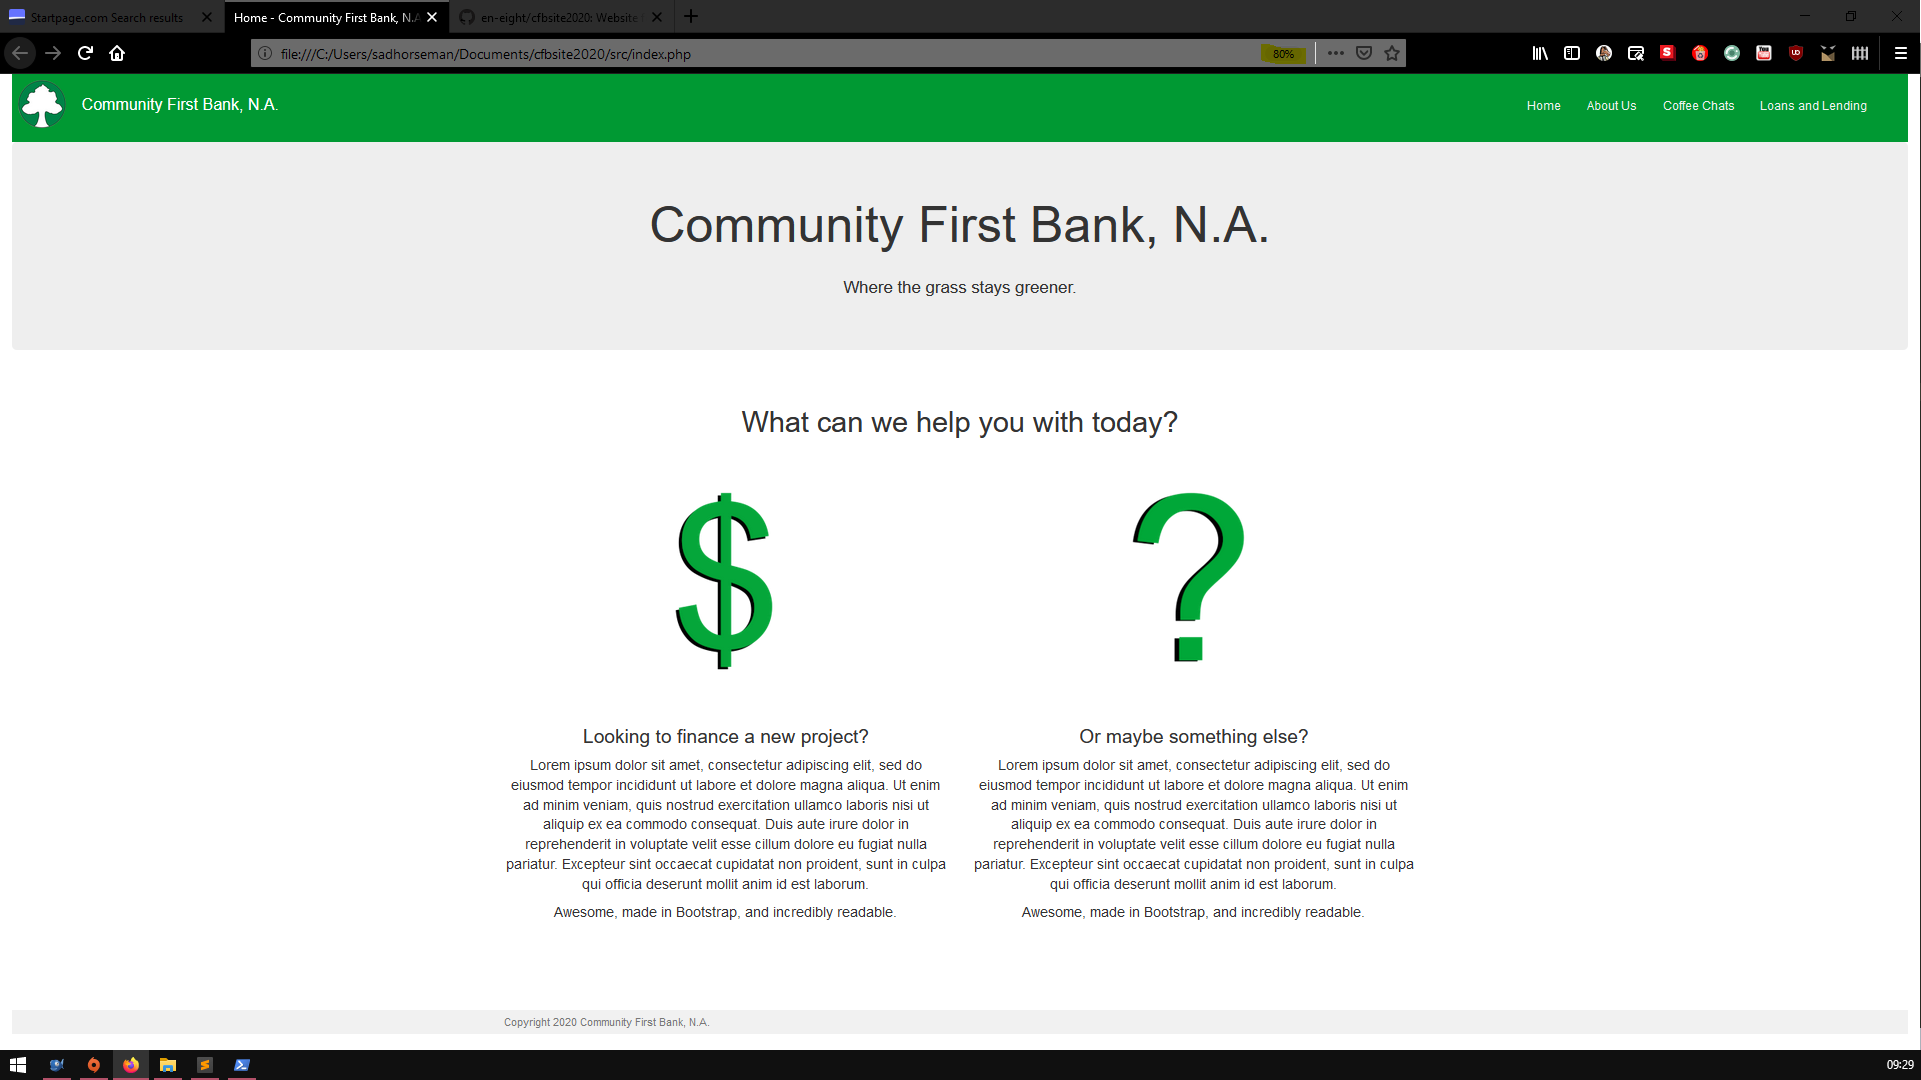 Startpage.com Search results
Home - Community First Bank, N.A
en-eight/cfbsite2020: Website
file:///C:/Users/sadhorseman/Documents/cfbsite2020/src/index.php
80%
Community First Bank, N.A.
Home
About Us
Coffee Chats
Loans and Lending
Community First Bank, N.A.
Where the grass stays greener.
What can we help you with today?
$
?
Looking to finance a new project?
Lorem ipsum dolor sit amet, consectetur adipiscing elit, sed do
eiusmod tempor incididunt ut labore et dolore magna aliqua. Ut enim
ad minim veniam, quis nostrud exercitation ullamco laboris nisi ut
aliquip ex ea commodo consequat. Duis aute irure dolor in
reprehenderit in voluptate velit esse cillum dolore eu fugiat nulla
pariatur. Excepteur sint occaecat cupidatat non proident, sunt in culpa
qui officia deserunt mollit anim id est laborum.
Awesome, made in Bootstrap, and incredibly readable.
Or maybe something else?
Lorem ipsum dolor sit amet, consectetur adipiscing elit, sed do
eiusmod tempor incididunt ut labore et dolore magna aliqua. Ut enim
ad minim veniam, quis nostrud exercitation ullamco laboris nisi ut
aliquip ex ea commodo consequat. Duis aute irure dolor in
reprehenderit in voluptate velit esse cillum dolore eu fugiat nulla
pariatur. Excepteur sint occaecat cupidatat non proident, sunt in culpa
qui officia deserunt mollit anim id est laborum.
Awesome, made in Bootstrap, and incredibly readable.
Copyright 2020 Community First Bank, N.A.
09:29